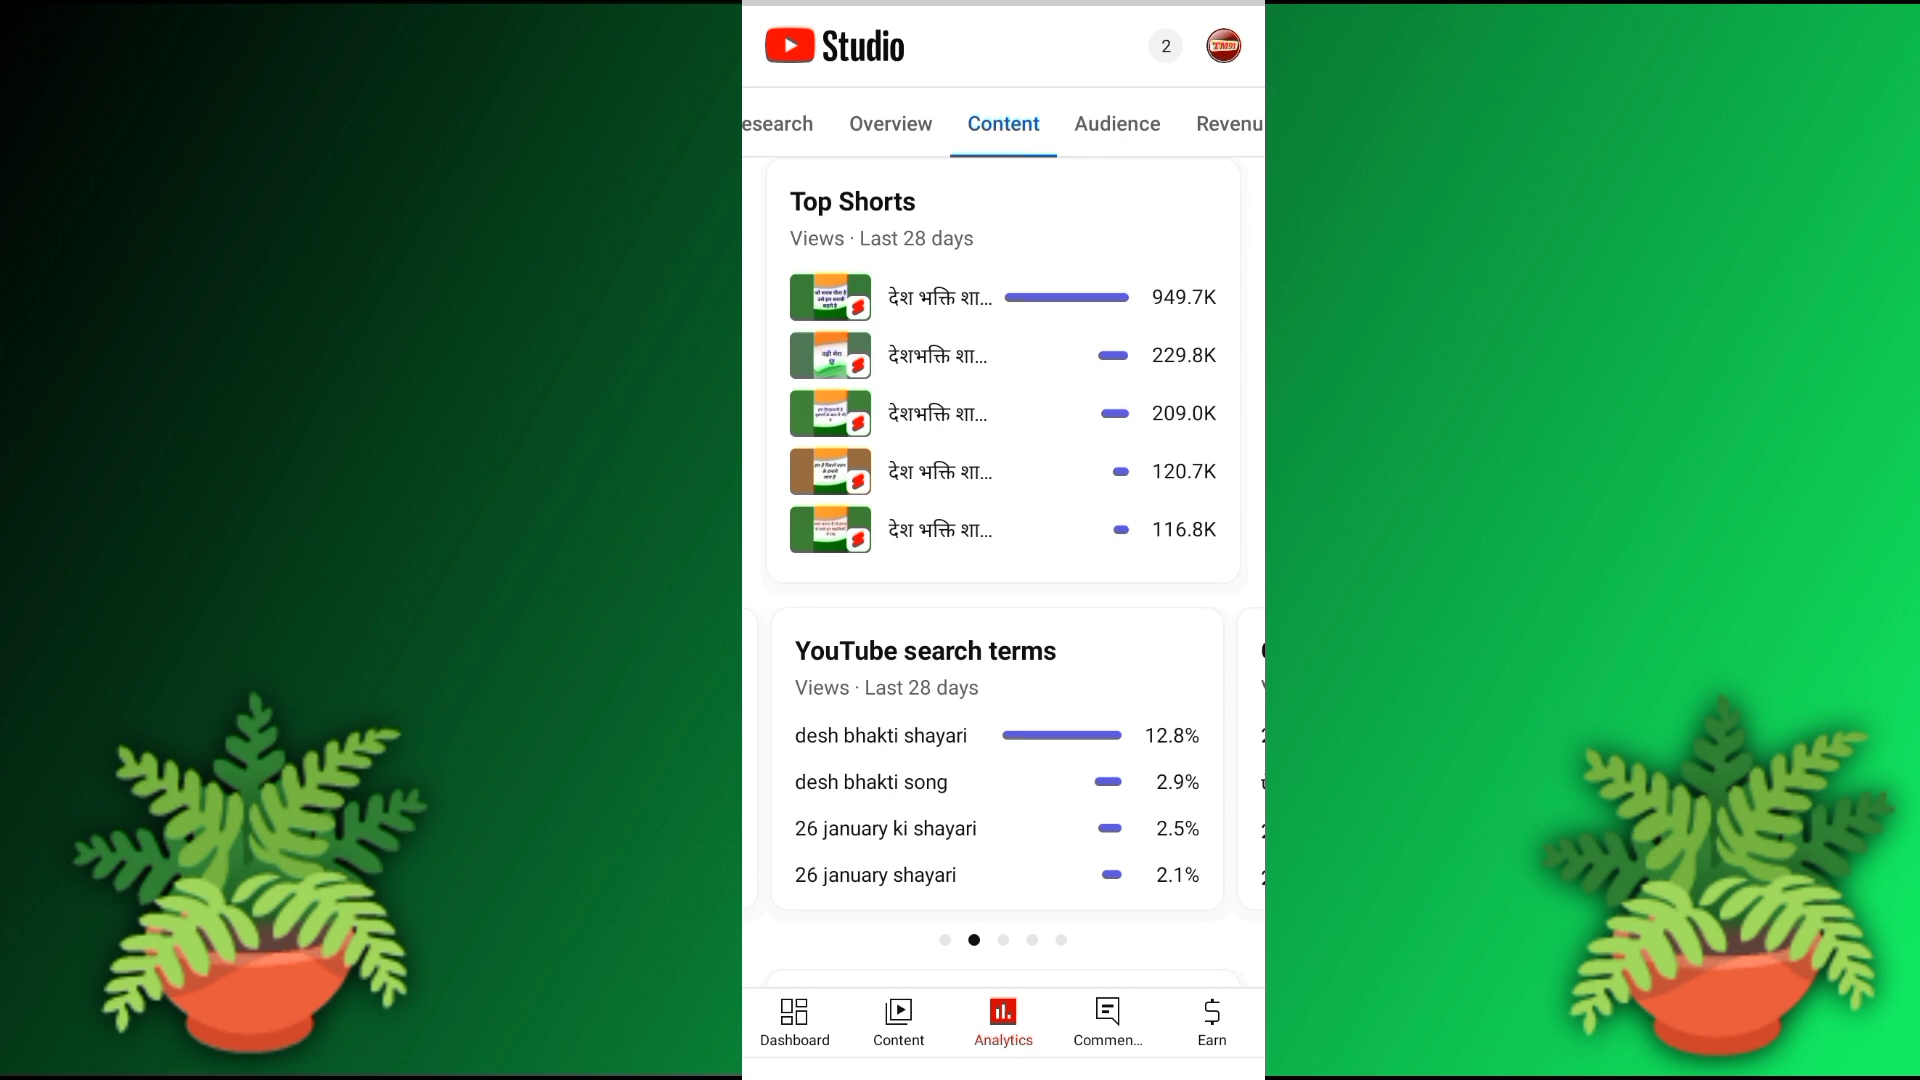 Studio
2
TM91
esearch Overview Content Audience Revenu
Top Shorts
Views · Last 28 days
देश भक्ति शा... 949.7K
देशभक्ति शा... 229.8K
देशभक्ति शा... 209.0K
देश भक्ति शा... 120.7K
देश भक्ति शा... 116.8K
YouTube search terms
Views · Last 28 days
desh bhakti shayari 12.8%
desh bhakti song 2.9%
26 january ki shayari 2.5%
26 january shayari 2.1%
Dashboard Content Analytics Commen... Earn